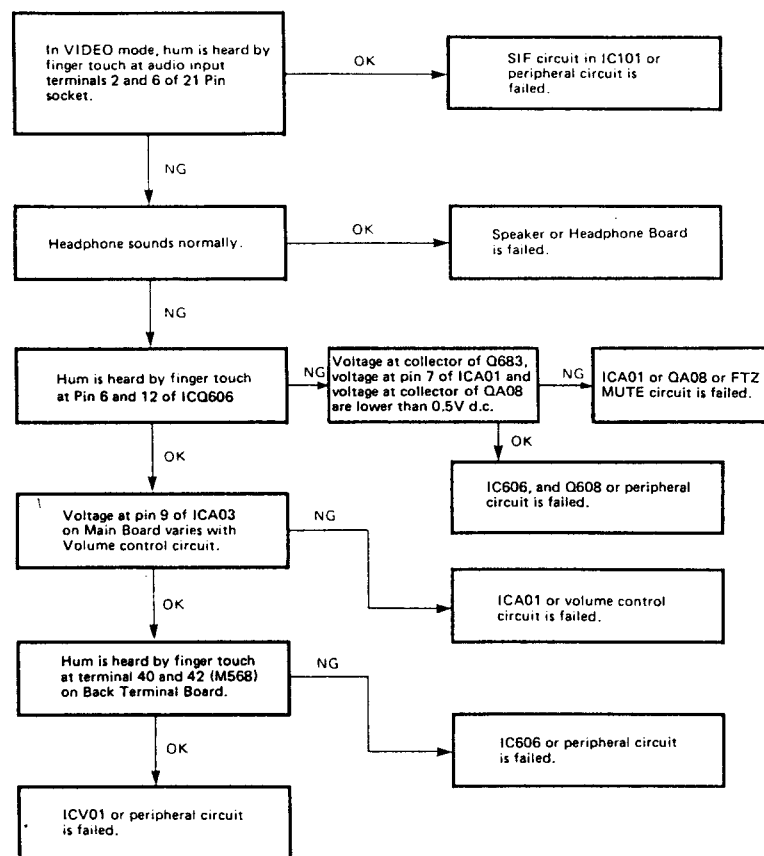 In VIDEO mode, hum is heard by
finger touch at audio input
terminals 2 and 6 of 21 Pin
socket.
OK
SIF circuit in IC101 or
peripheral circuit is
failed.
NG
Headphone sounds normally.
OK
Speaker or Headphone Board
is failed.
NG
Hum is heard by finger touch
at Pin 6 and 12 of ICQ606
NG
Voltage at collector of Q683,
voltage at pin 7 of ICA01 and
voltage at collector of QA08
are lower than 0.5V d.c.
NG
ICA01 or QA08 or FTZ
MUTE circuit is failed.
OK
IC606, and Q608 or peripheral
circuit is failed.
OK
Voltage at pin 9 of ICA03
on Main Board varies with
Volume control circuit.
NG
ICA01 or volume control
circuit is failed.
OK
Hum is heard by finger touch
at terminal 40 and 42 (M568)
on Back Terminal Board.
NG
IC606 or peripheral circuit
is failed.
OK
ICV01 or peripheral circuit
is failed.